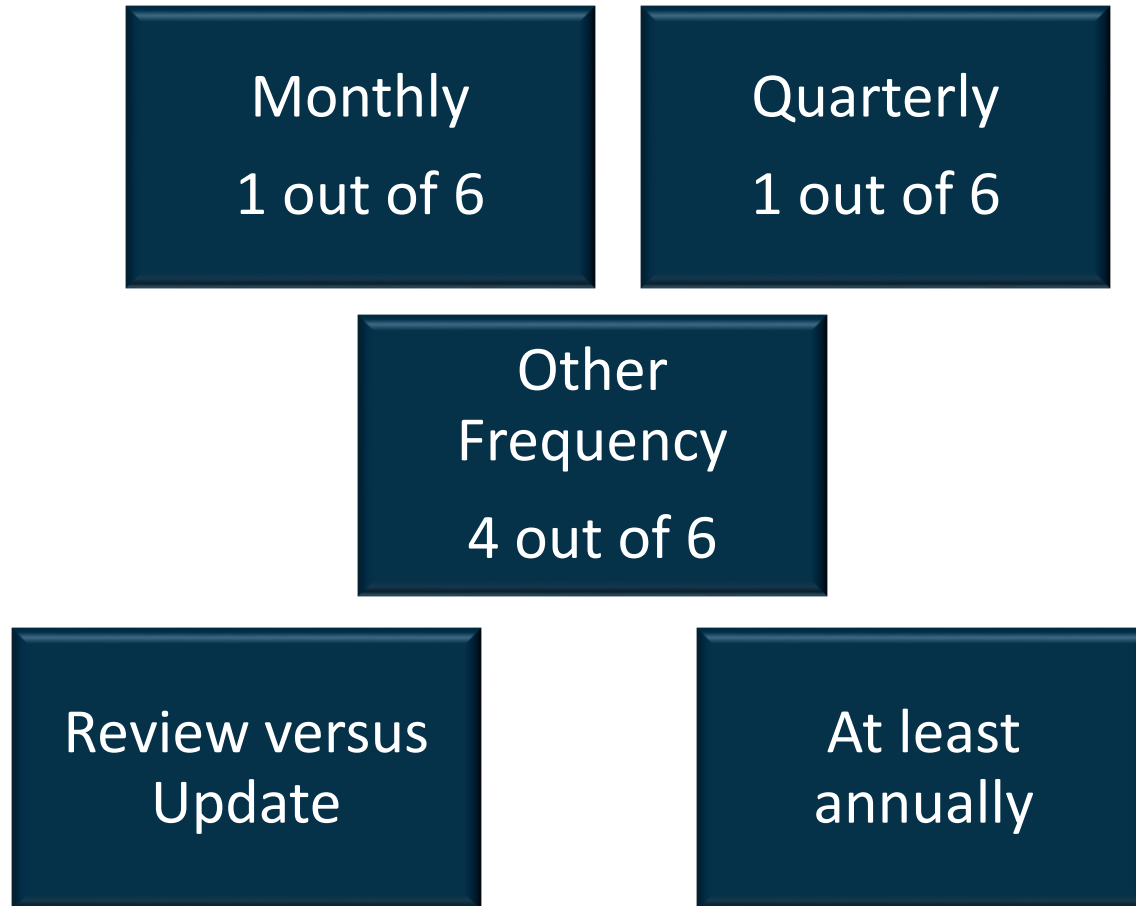 Monthly
1 out of 6
Quarterly
1 out of 6
Other
Frequency
4 out of 6
Review versus
Update
At least
annually